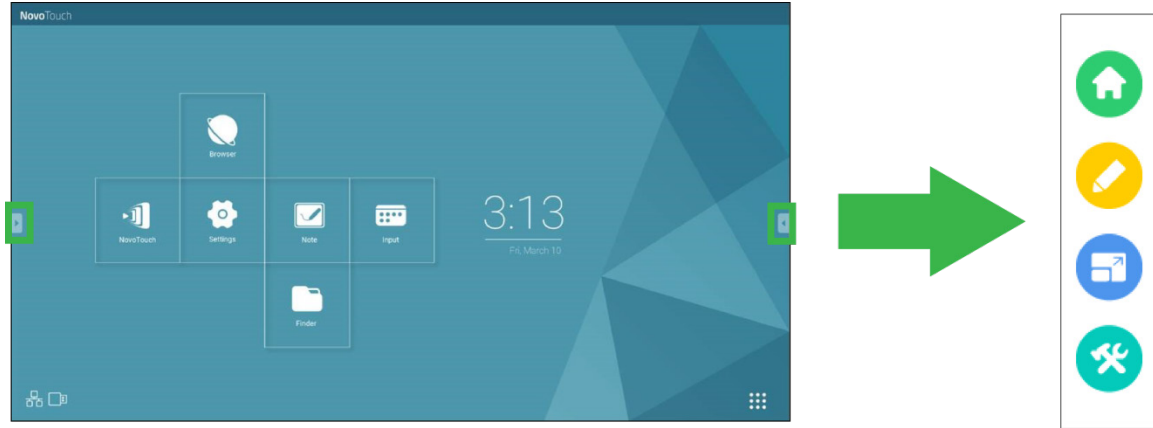 NovoTouch
Browser
NovoTouch
Settings
Note
Input
3:13
Fri, March 10
Finder